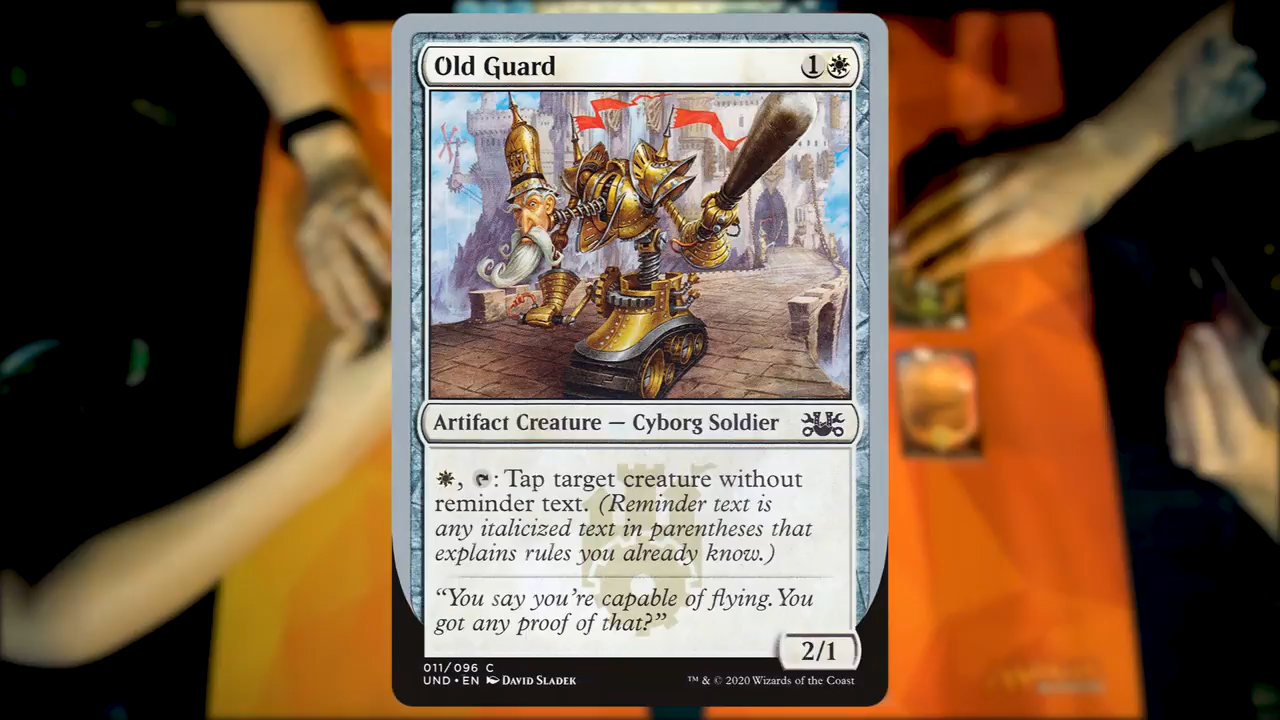 Old Guard 1
Artifact Creature — Cyborg Soldier
, : Tap target creature without
reminder text. (Reminder text is
any italicized text in parentheses that
explains rules you already know.)
“You say you’re capable of flying. You
got any proof of that?”
2/1
011/096 C
UND • EN DAVID SLADEK
™ & © 2020 Wizards of the Coast